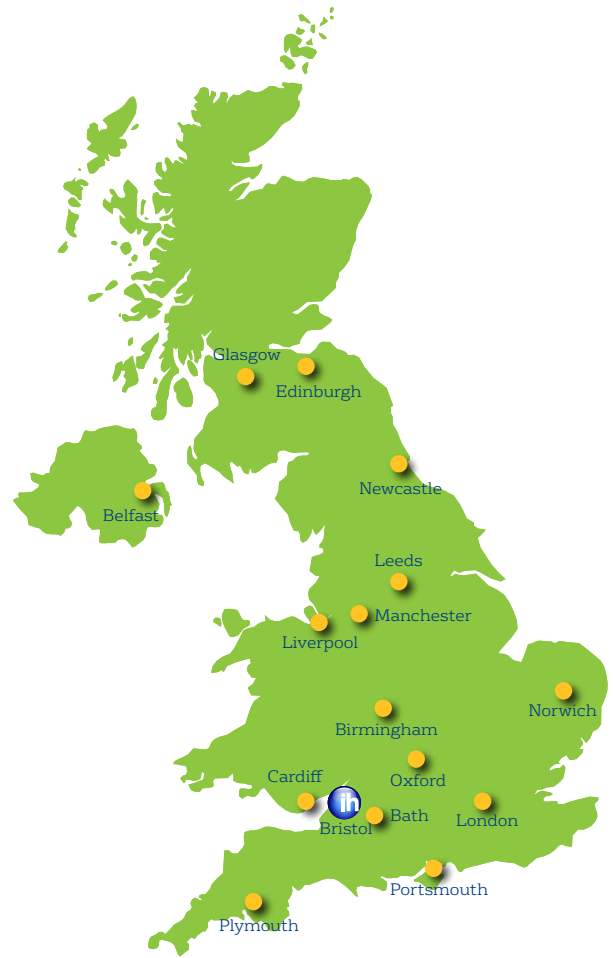 Glasgow
Edinburgh
Newcastle
Belfast
Leeds
Manchester
Liverpool
Norwich
Birmingham
Cardiff
Oxford
ih
Bath
London
Bristol
Portsmouth
Plymouth